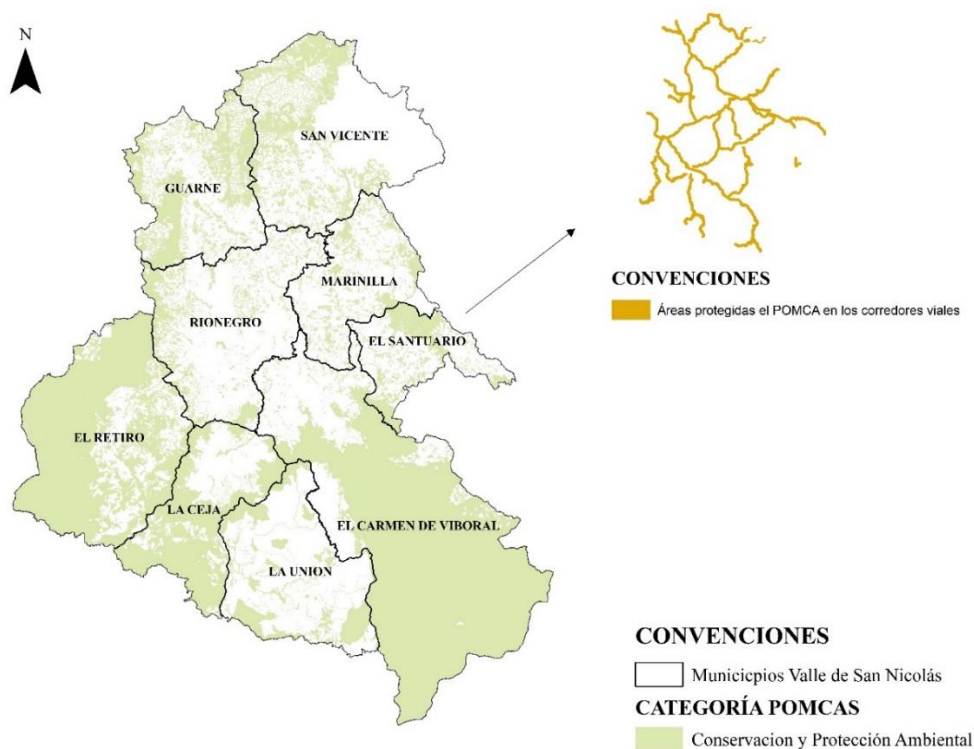 N
SAN VICENTE
GUARNE
MARINILLA
RIONEGRO
EL SANTUARIO
EL RETIRO
LA CEJA
EL CARMEN DE VIBORAL
LA UNION
CONVENCIONES
Áreas protegidas el POMCA en los corredores viales
CONVENCIONES
Municicpios Valle de San Nicolás
CATEGORÍA POMCAS
Conservacion y Protección Ambiental